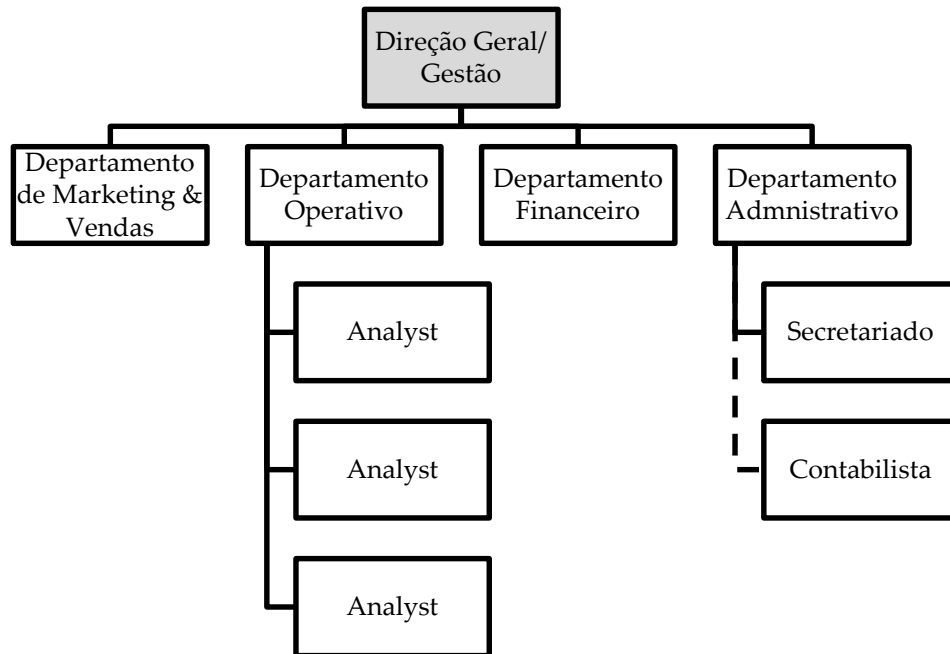 Direção Geral/
Gestão
Departamento
de Marketing &
Vendas
Departamento
Operativo
Departamento
Financeiro
Departamento
Admnistrativo
Analyst
Analyst
Analyst
Secretariado
Contabilista